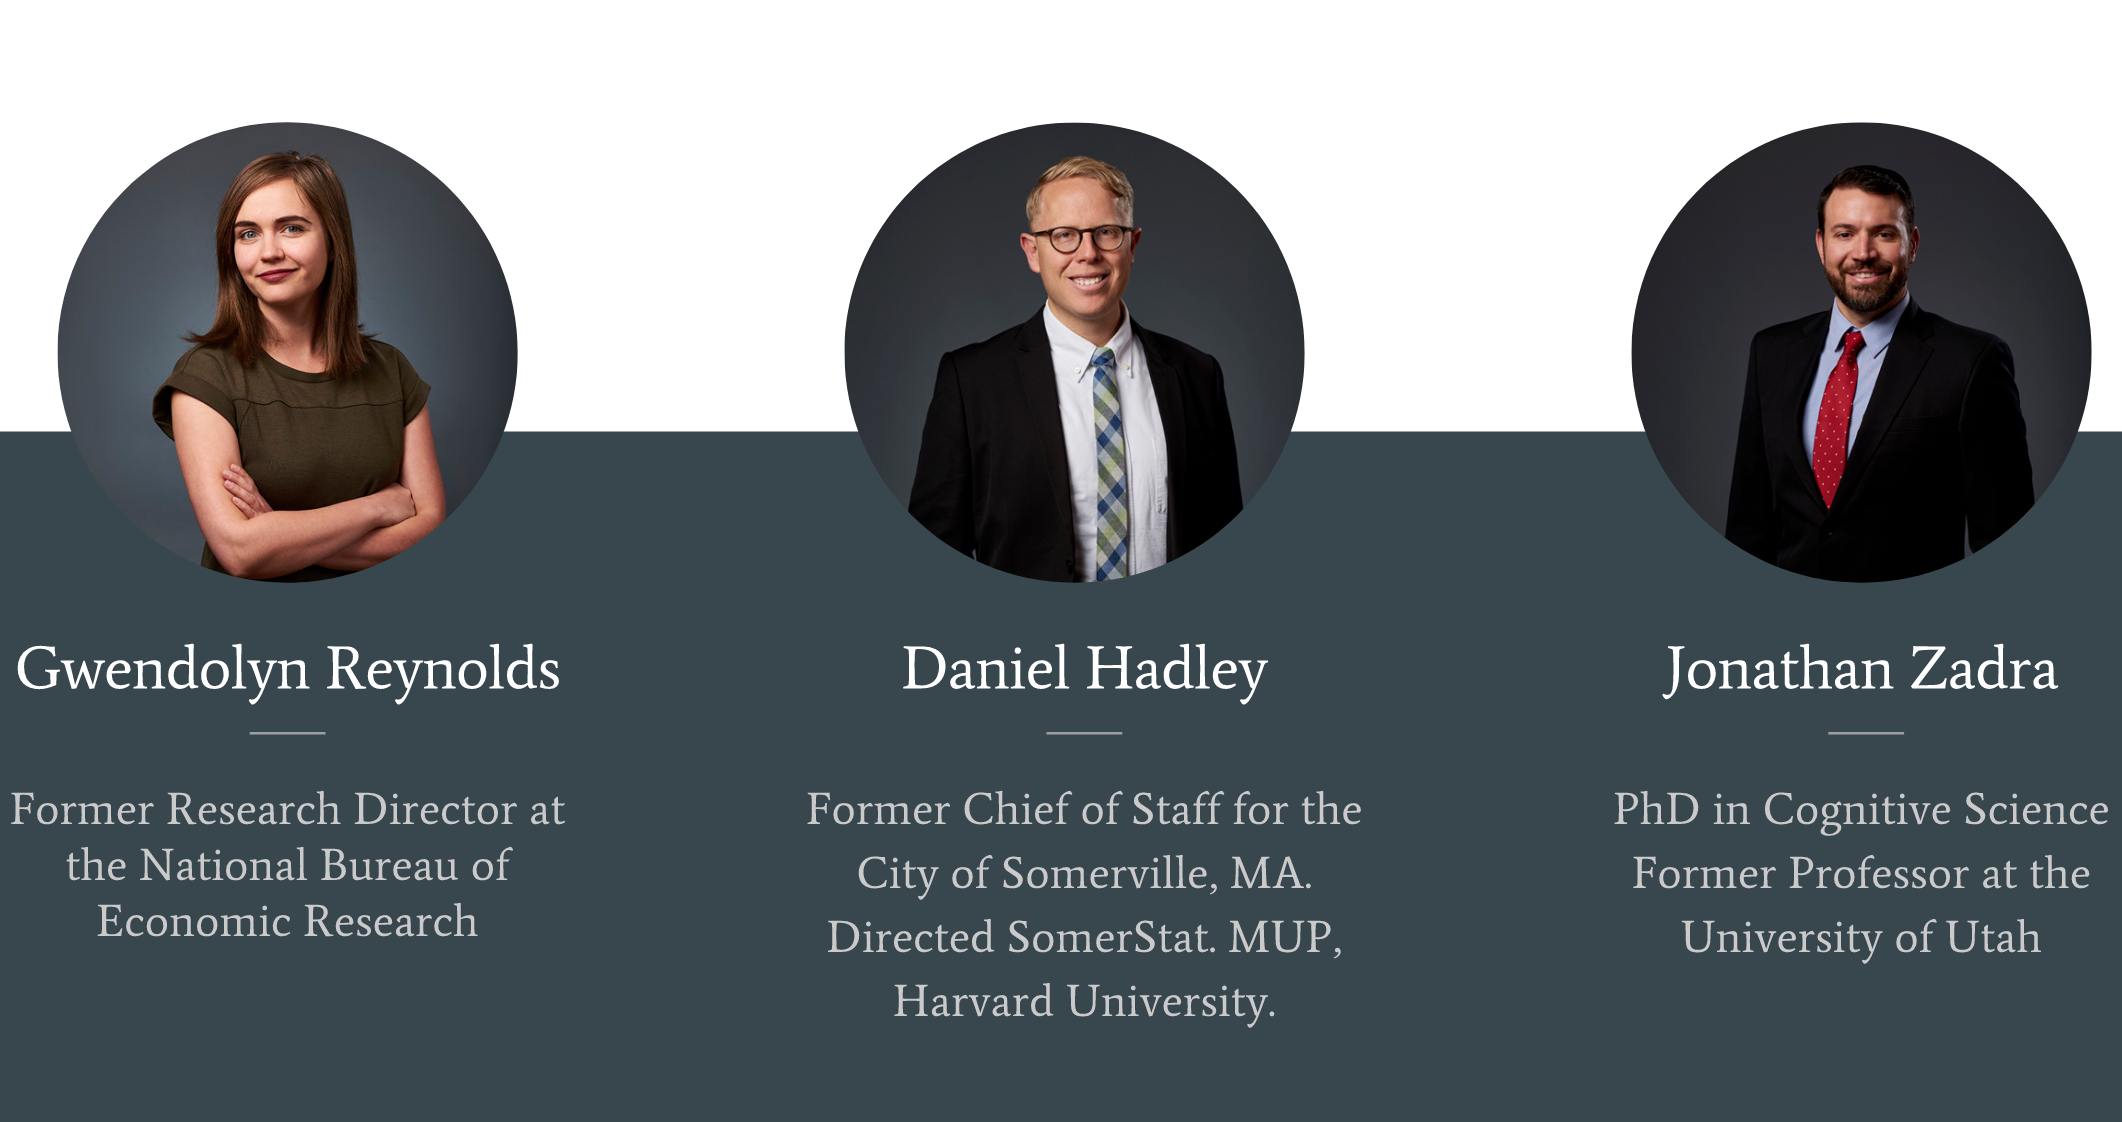 Gwendolyn Reynolds
Former Research Director at
the National Bureau of
Economic Research
Daniel Hadley
Former Chief of Staff for the
City of Somerville, MA.
Directed SomerStat. MUP,
Harvard University.
Jonathan Zadra
PhD in Cognitive Science
Former Professor at the
University of Utah